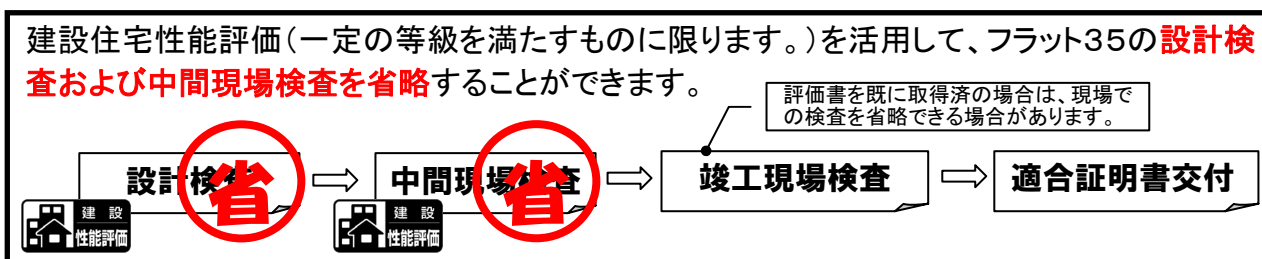 建設住宅性能評価（一定の等級を満たすものに限ります。）を活用して、フラット３５の設計検
査および中間現場検査を省略することができます。
評価書を既に取得済の場合は、現場で
の検査を省略できる場合があります。
設計検査
省
中間現場検査
省
竣工現場検査
適合証明書交付
建設
性能評価
建設
性能評価